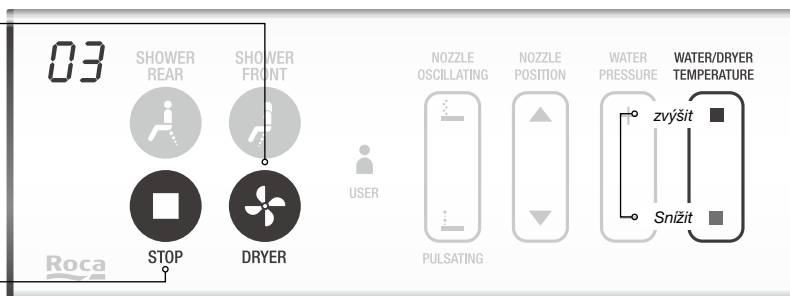 03
SHOWER
REAR
SHOWER
FRONT
NOZZLE
OSCILLATING
NOZZLE
POSITION
WATER
PRESSURE
WATER/DRYER
TEMPERATURE
+
zvýšit
USER
Snížit
STOP
DRYER
PULSATING
Roca